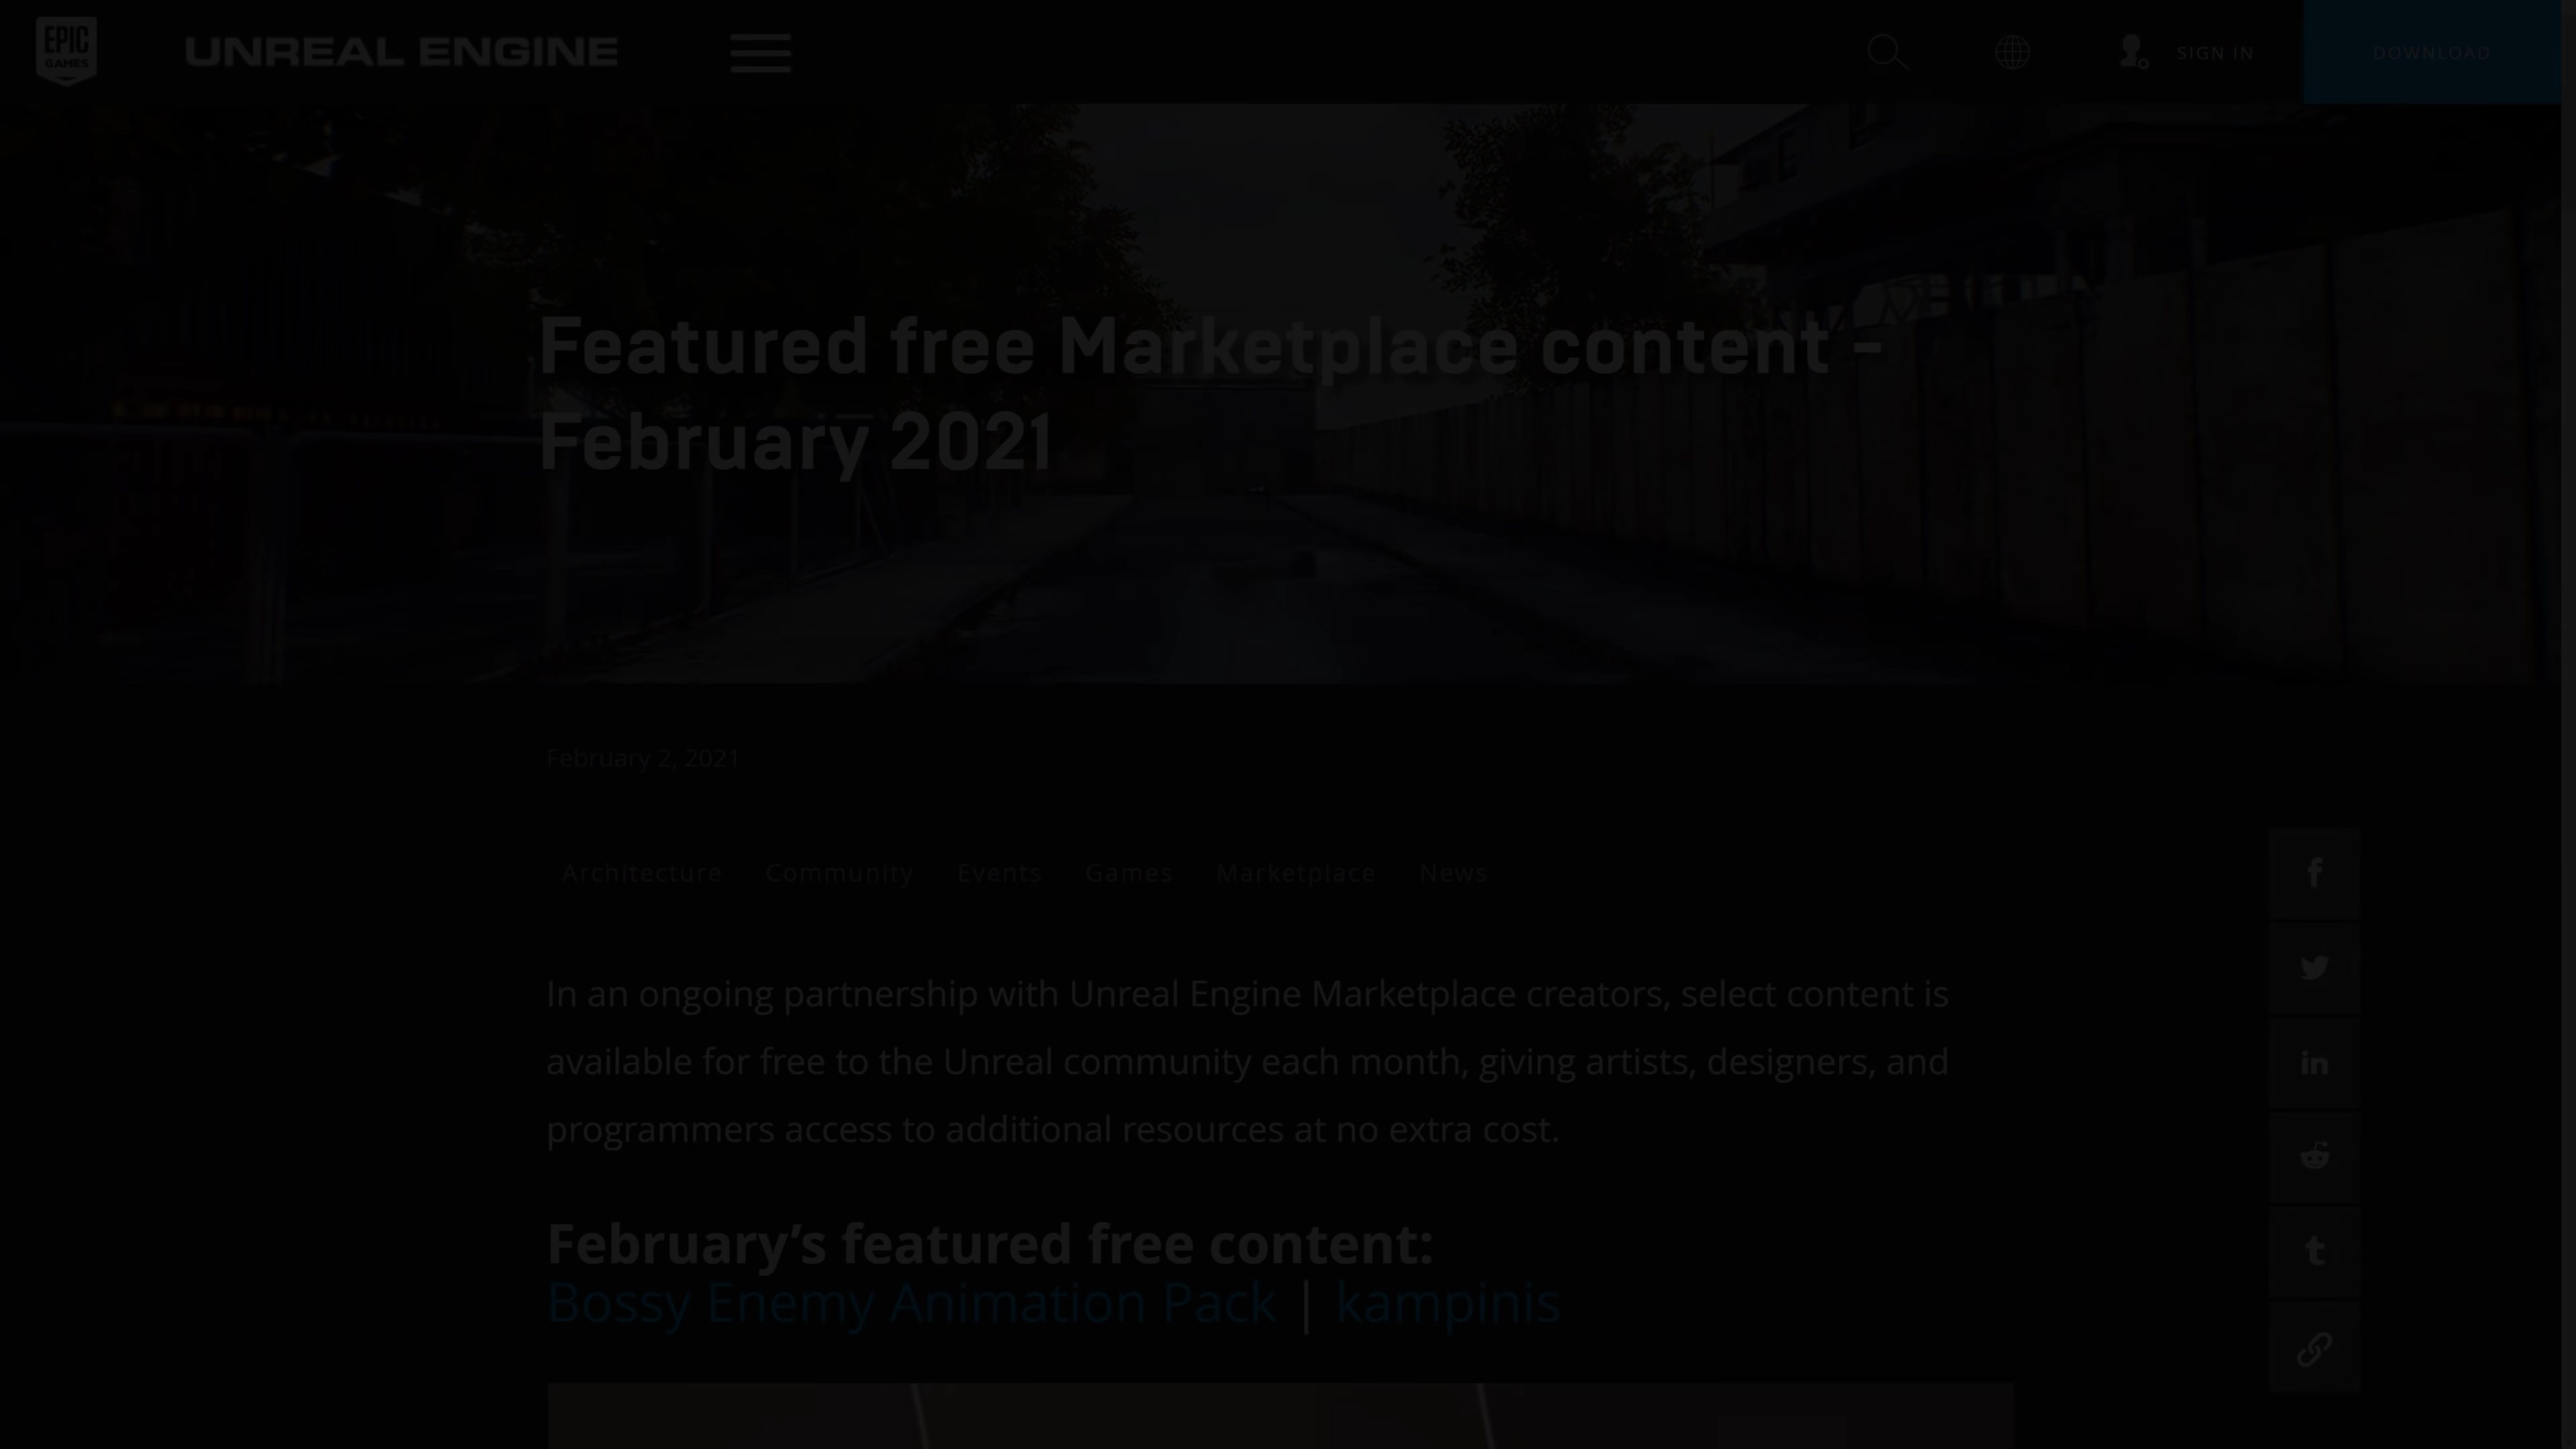 EPIC
GAMES
UNREAL ENGINE
SIGN IN
DOWNLOAD
Featured free Marketplace content -
February 2021
February 2, 2021
Architecture Community Events Games Marketplace News
In an ongoing partnership with Unreal Engine Marketplace creators, select content is
available for free to the Unreal community each month, giving artists, designers, and
programmers access to additional resources at no extra cost.
February’s featured free content:
Bossy Enemy Animation Pack | kampinis